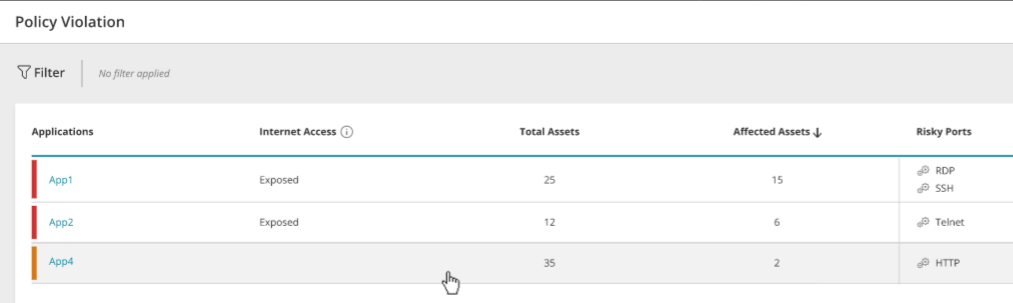 Policy Violation
Filter No filter applied
Applications Internet Access Total Assets Affected Assets Risky Ports
App1 Exposed 25 15 RDP
SSH
App2 Exposed 12 6 Telnet
App4 35 2 HTTP